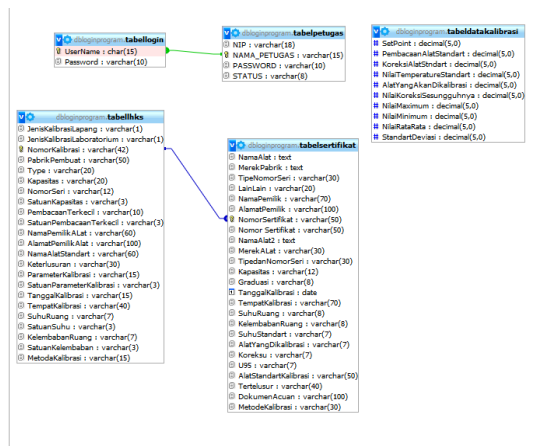 dbloginprogram tabellogin
UserName : char(15)
Password : varchar(10)
dbloginprogram tabelpetugas
NIP : varchar(18)
NAMA_PETUGAS : varchar(15)
PASSWORD : varchar(10)
STATUS : varchar(8)
dbloginprogram tabeldatakalibrasi
SetPoint : decimal(5,0)
PembacaanAlatStandart : decimal(5,0)
KoreksiAlatStndart : decimal(5,0)
NilaiTemperatureStandart : decimal(5,0)
AlatYangAkanDikalibrasi : decimal(5,0)
NilaiKoreksiSesungguhnya : decimal(5,0)
NilaiMaximum : decimal(5,0)
NilaiMinimum : decimal(5,0)
NilaiRataRata : decimal(5,0)
StandartDeviasi : decimal(5,0)
dbloginprogram tabellhks
JenisKalibrasiLapang : varchar(1)
JenisKalibrasiLaboratorium : varchar(1)
NomorKalibrasi : varchar(42)
PabrikPembuat : varchar(50)
Type : varchar(20)
Kapasitas : varchar(20)
NomorSeri : varchar(12)
SatuanKapasitas : varchar(3)
PembacaanTerkecil : varchar(10)
SatuanPembacaanTerkecil : varchar(3)
NamaPemilikALat : varchar(60)
AlamatPemilikAlat : varchar(100)
NamaAlatStandart : varchar(60)
Keterlusuran : varchar(30)
ParameterKalibrasi : varchar(15)
SatuanParameterKalibrasi : varchar(3)
TanggalKalibrasi : varchar(15)
TempatKalibrasi : varchar(40)
SuhuRuang : varchar(7)
SatuanSuhu : varchar(3)
KelembabanRuang : varchar(7)
SatuanKelembaban : varchar(3)
MetodaKalibrasi : varchar(15)
dbloginprogram tabelsertifikat
NamaAlat : text
MerekPabrik : text
TipeNomorSeri : varchar(30)
LainLain : varchar(20)
NamaPemilik : varchar(70)
AlamatPemilik : varchar(100)
NomorSertifikat : varchar(50)
Nomor Sertifikat : varchar(50)
NamaAlat2 : text
MerekALat : varchar(30)
TipedanNomorSeri : varchar(30)
Kapasitas : varchar(12)
Graduasi : varchar(8)
TanggalKalibrasi : date
TempatKalibrasi : varchar(70)
SuhuRuang : varchar(8)
KelembabanRuang : varchar(8)
SuhuStandart : varchar(7)
AlatYangDikalibrasi : varchar(7)
Koreksu : varchar(7)
U95 : varchar(7)
AlatStandartKalibrasi : varchar(50)
Tertelusur : varchar(40)
DokumenAcuan : varchar(100)
MetodeKalibrasi : varchar(30)